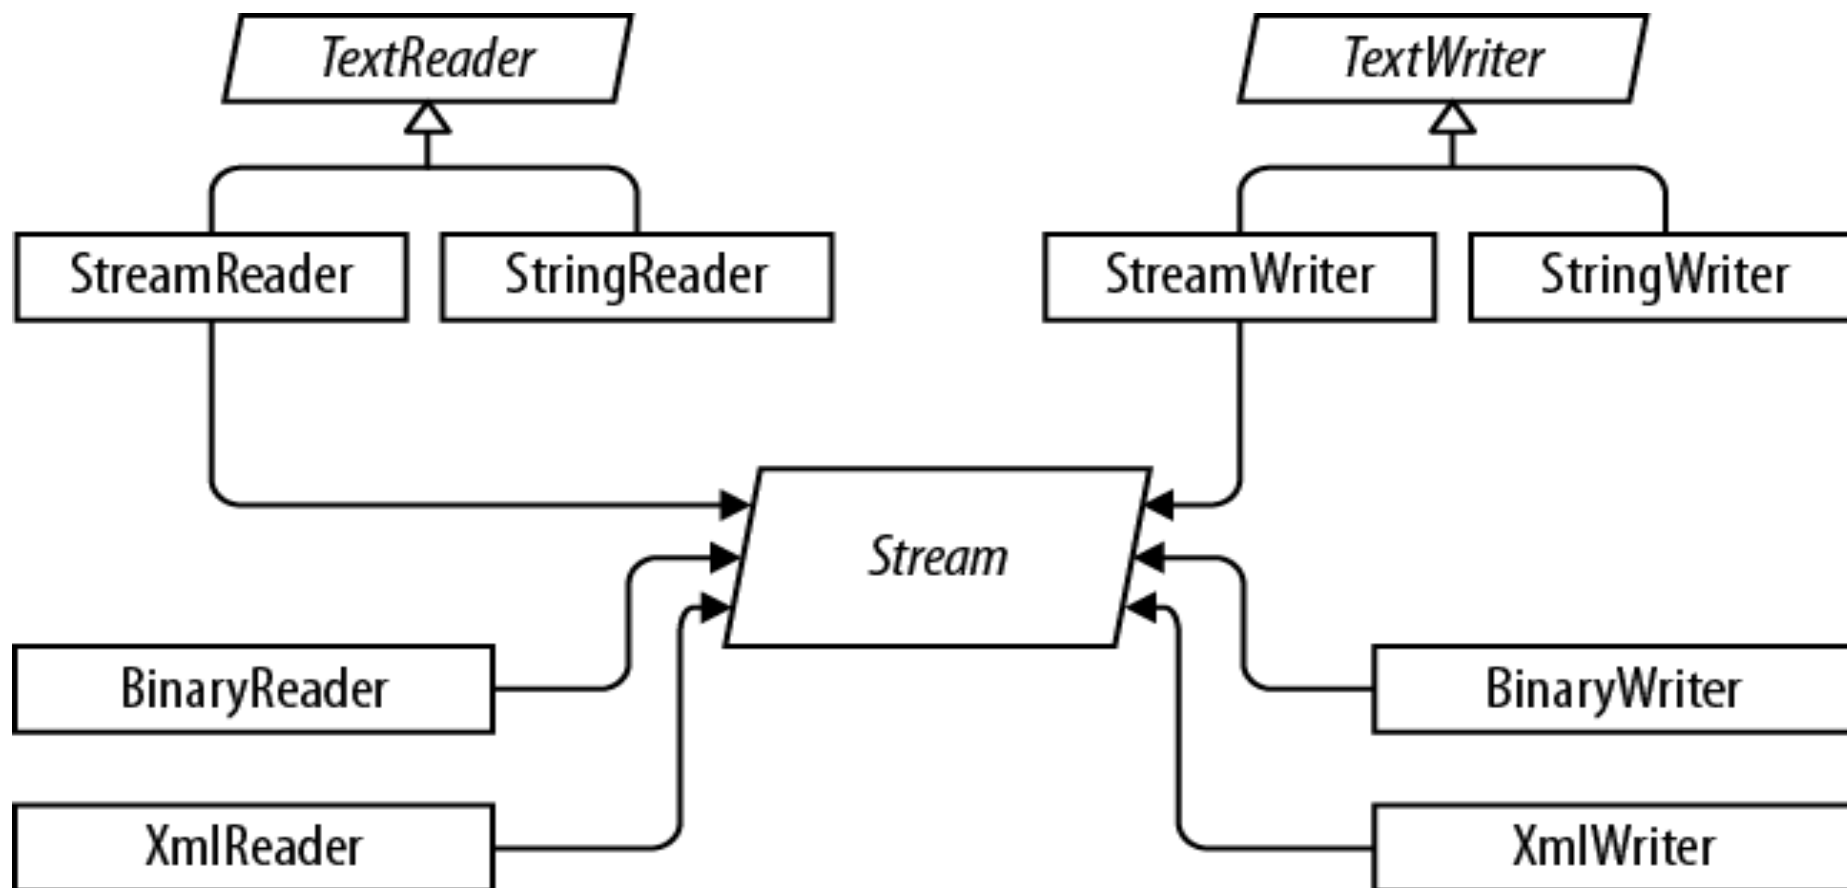 TextReader
TextWriter
StreamReader
StringReader
StreamWriter
StringWriter
Stream
BinaryReader
BinaryWriter
XmlReader
XmlWriter